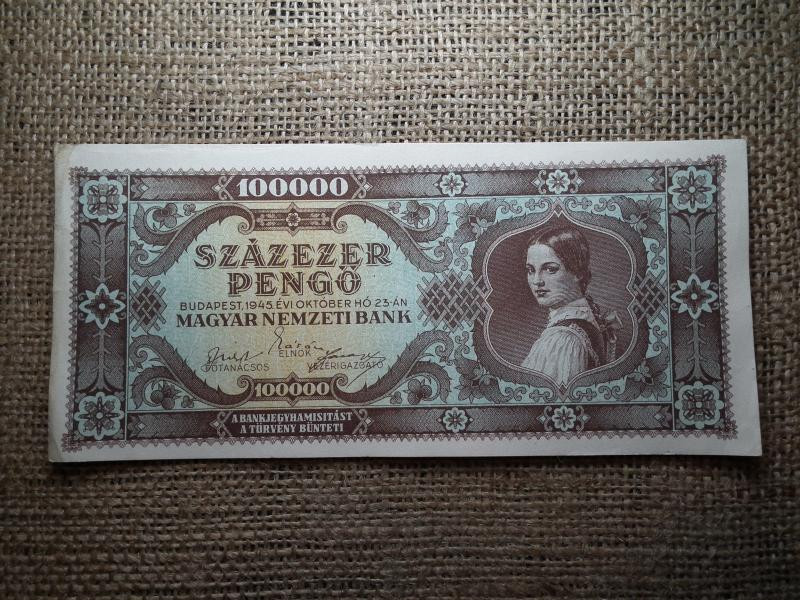 100000
SZÁZEZER
PENGŐ
BUDAPEST, 1945. ÉVI OKTÓBER HÓ 23-ÁN
MAGYAR NEMZETI BANK
ELNÖK
FŐTANÁCSOS
VEZÉRIGAZGATÓ
100000
A BANKJEGYHAMISITÁST
A TÖRVÉNY BÜNTETI